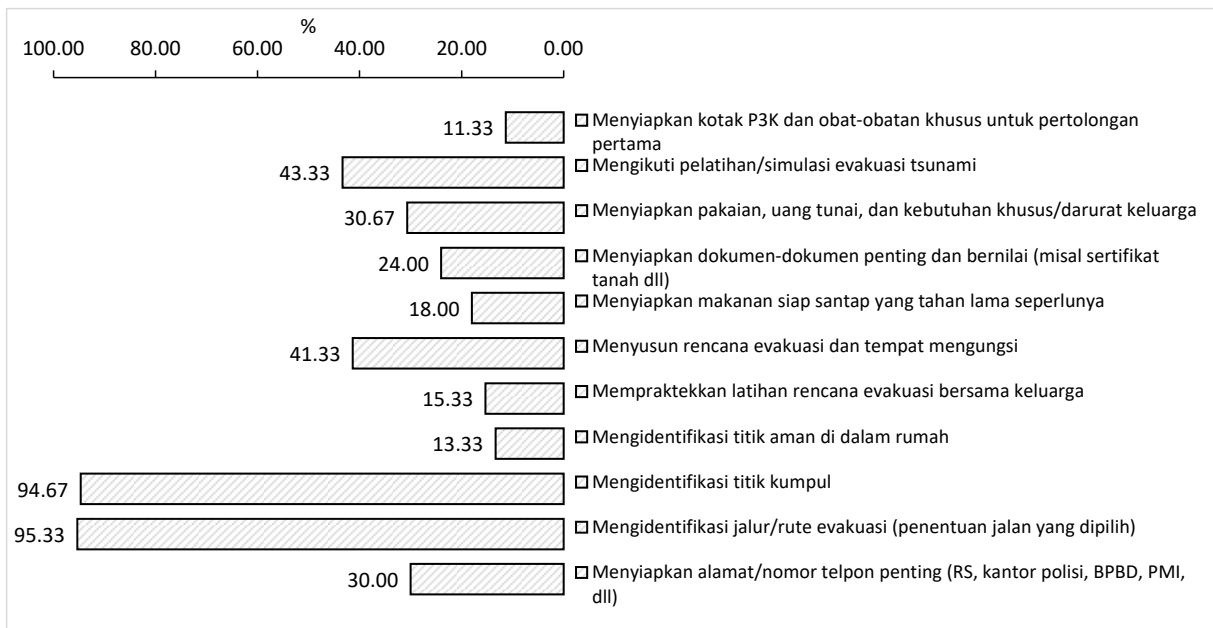 %
100.00 80.00 60.00 40.00 20.00 0.00
11.33 Menyiapkan kotak P3K dan obat-obatan khusus untuk pertolongan
pertama
43.33 Mengikuti pelatihan/simulasi evakuasi tsunami
30.67 Menyiapkan pakaian, uang tunai, dan kebutuhan khusus/darurat keluarga
24.00 Menyiapkan dokumen-dokumen penting dan bernilai (misal sertifikat
tanah dll)
18.00 Menyiapkan makanan siap santap yang tahan lama seperlunya
41.33 Menyusun rencana evakuasi dan tempat mengungsi
15.33 Mempraktekkan latihan rencana evakuasi bersama keluarga
13.33 Mengidentifikasi titik aman di dalam rumah
94.67 Mengidentifikasi titik kumpul
95.33 Mengidentifikasi jalur/rute evakuasi (penentuan jalan yang dipilih)
30.00 Menyiapkan alamat/nomor telpon penting (RS, kantor polisi, BPBD, PMI,
dll)